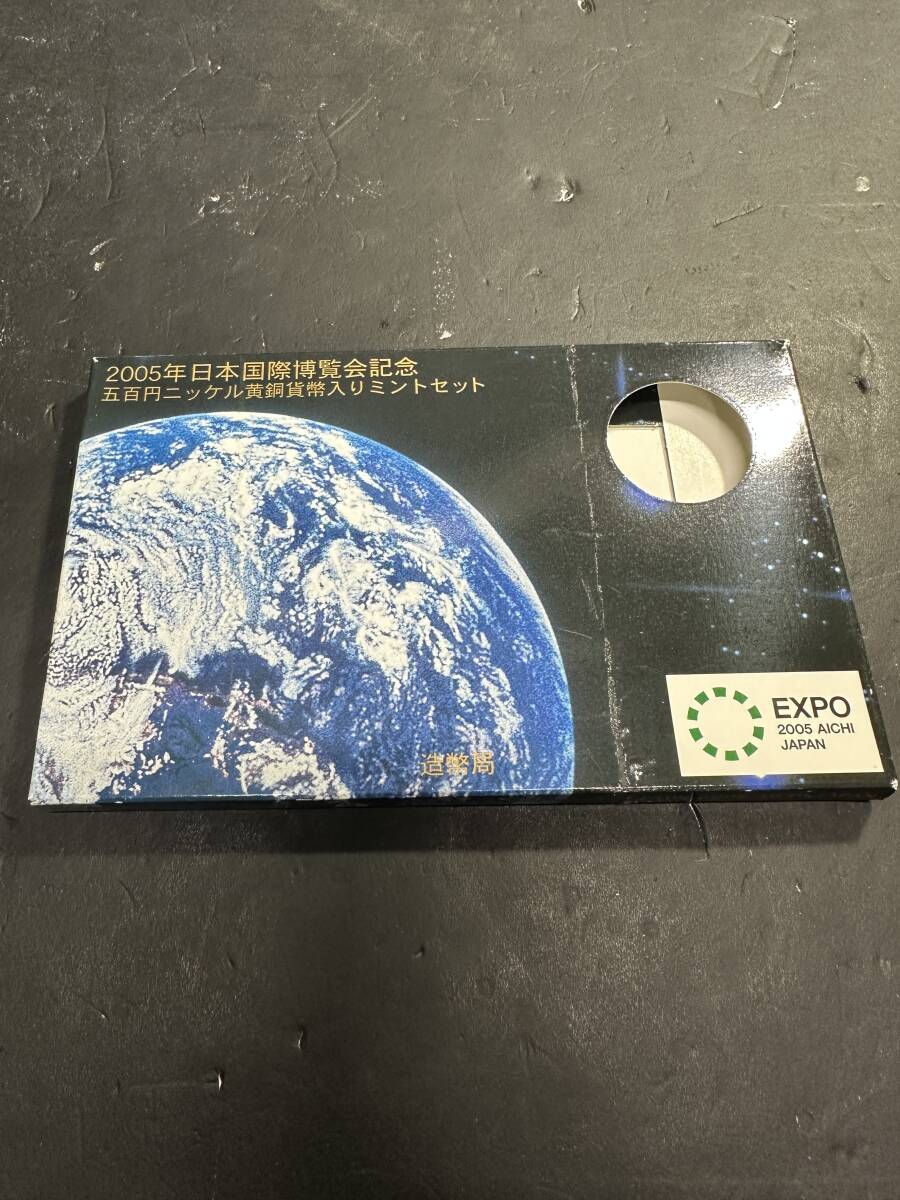 2005年日本国際博覧会記念
五百円ニッケル黄銅貨幣入りミントセット
造幣局
EXPO
2005 AICHI
JAPAN